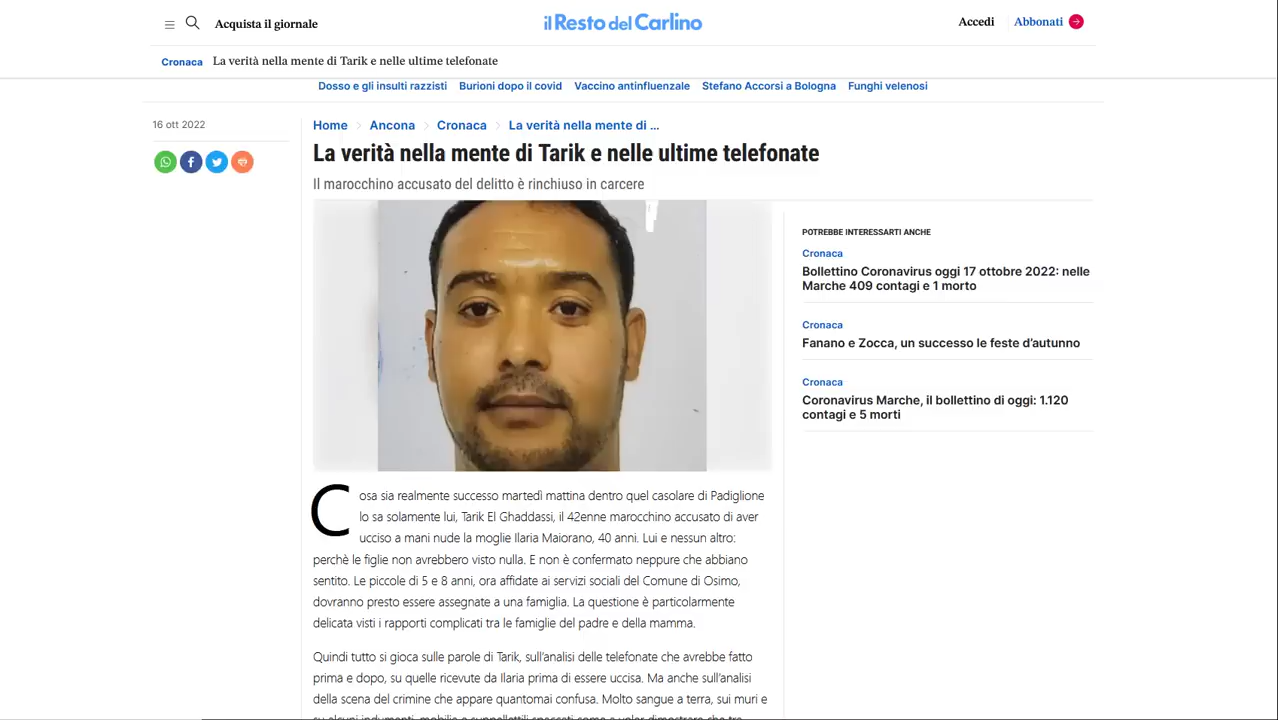 Acquista il giornale
il Resto del Carlino
Accedi
Abbonati
Cronaca
La verità nella mente di Tarik e nelle ultime telefonate
Dosso e gli insulti razzisti
Burioni dopo il covid
Vaccino antinfluenzale
Stefano Accorsi a Bologna
Funghi velenosi
16 ott 2022
Home
Ancona
Cronaca
La verità nella mente di ...
La verità nella mente di Tarik e nelle ultime telefonate
Il marocchino accusato del delitto è rinchiuso in carcere
Cosa sia realmente successo martedì mattina dentro quel casolare di Padiglione
lo sa solamente lui, Tarik El Ghaddassi, il 42enne marocchino accusato di aver
ucciso a mani nude la moglie Ilaria Maiorano, 40 anni. Lui e nessun altro:
perchè le figlie non avrebbero visto nulla. E non è confermato neppure che abbiano
sentito. Le piccole di 5 e 8 anni, ora affidate ai servizi sociali del Comune di Osimo,
dovranno presto essere assegnate a una famiglia. La questione è particolarmente
delicata visti i rapporti complicati tra le famiglie del padre e della mamma.
Quindi tutto si gioca sulle parole di Tarik, sull'analisi delle telefonate che avrebbe fatto
prima e dopo, su quelle ricevute da Ilaria prima di essere uccisa. Ma anche sull'analisi
della scena del crimine che appare quantomai confusa. Molto sangue a terra, sui muri e
POTREBBE INTERESSARTI ANCHE
Cronaca
Bollettino Coronavirus oggi 17 ottobre 2022: nelle
Marche 409 contagi e 1 morto
Cronaca
Fanano e Zocca, un successo le feste d'autunno
Cronaca
Coronavirus Marche, il bollettino di oggi: 1.120
contagi e 5 morti